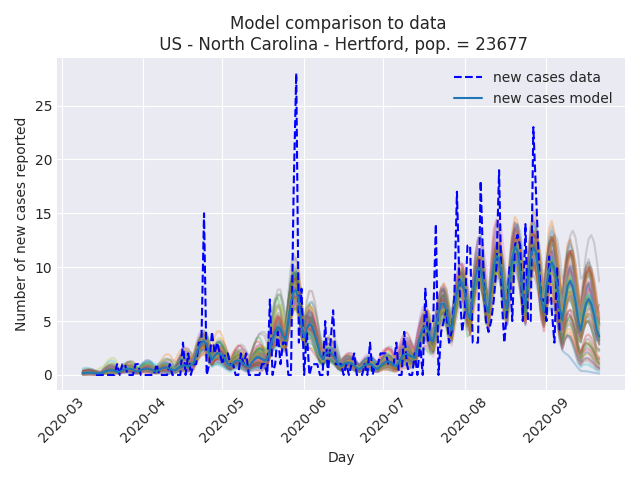 Model comparison to data
US - North Carolina - Hertford, pop. = 23677
new cases data
new cases model
Number of new cases reported
25
20
15
10
5
0
2020-03
2020-04
2020-05
2020-06
2020-07
2020-08
2020-09
Day